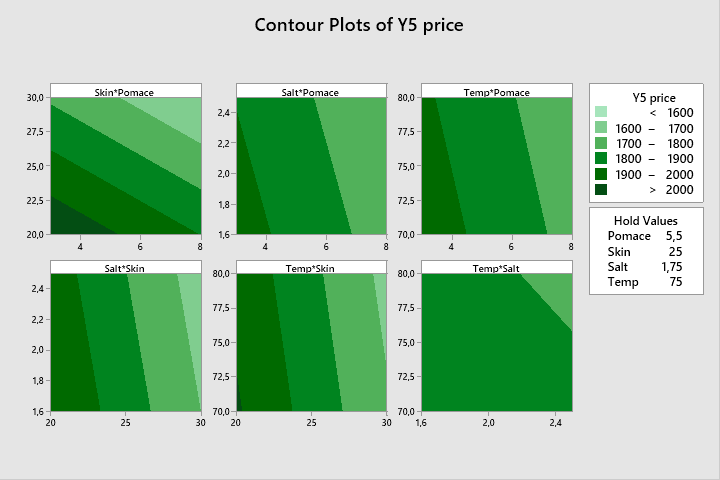 Contour Plots of Y5 price
Skin*Pomace
30,0
27,5
25,0
22,5
20,0
4 6 8
Salt*Pomace
2,4
2,2
2,0
1,8
1,6
4 6 8
Temp*Pomace
80,0
77,5
75,0
72,5
70,0
4 6 8
Y5 price
< 1600
1600 – 1700
1700 – 1800
1800 – 1900
1900 – 2000
> 2000
Hold Values
Pomace 5,5
Skin 25
Salt 1,75
Temp 75
Salt*Skin
2,4
2,2
2,0
1,8
1,6
20 25 30
Temp*Skin
80,0
77,5
75,0
72,5
70,0
20 25 30
Temp*Salt
80,0
77,5
75,0
72,5
70,0
1,6 2,0 2,4